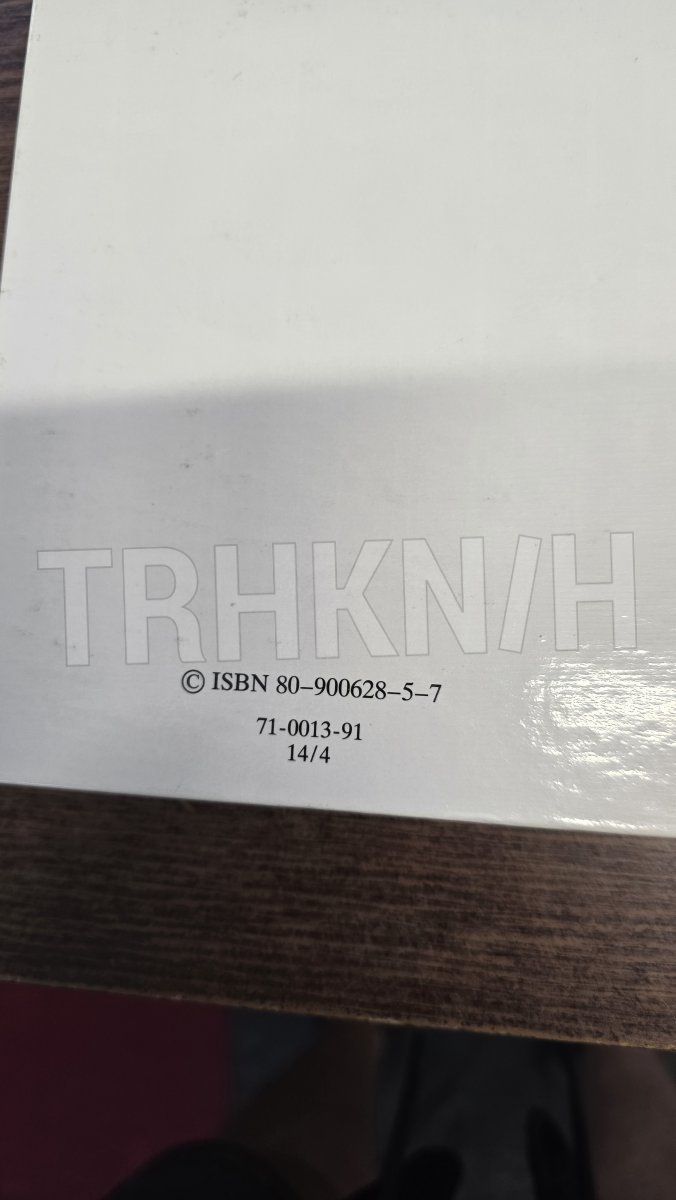 TRHKN/H
© ISBN 80–900628–5–7
71-0013-91
14/4